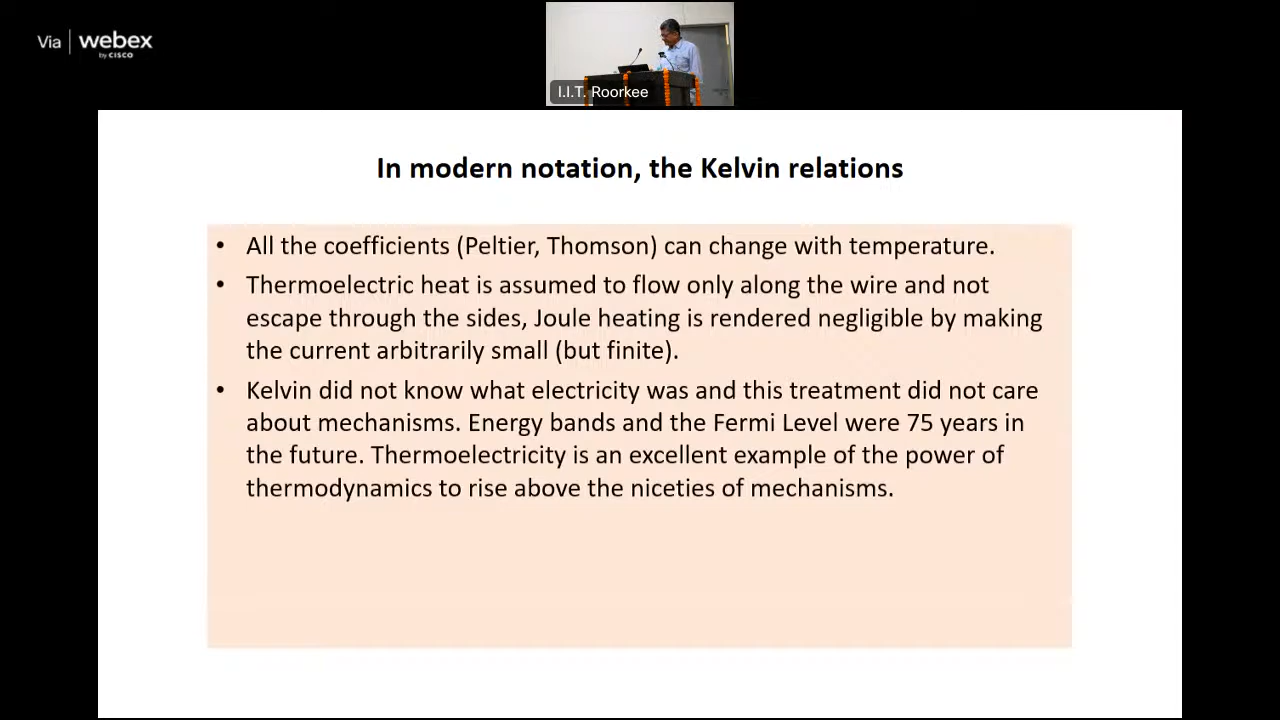 Via webex
by CISCO
I.I.T. Roorkee
In modern notation, the Kelvin relations
• All the coefficients (Peltier, Thomson) can change with temperature.
• Thermoelectric heat is assumed to flow only along the wire and not
escape through the sides, Joule heating is rendered negligible by making
the current arbitrarily small (but finite).
• Kelvin did not know what electricity was and this treatment did not care
about mechanisms. Energy bands and the Fermi Level were 75 years in
the future. Thermoelectricity is an excellent example of the power of
thermodynamics to rise above the niceties of mechanisms.